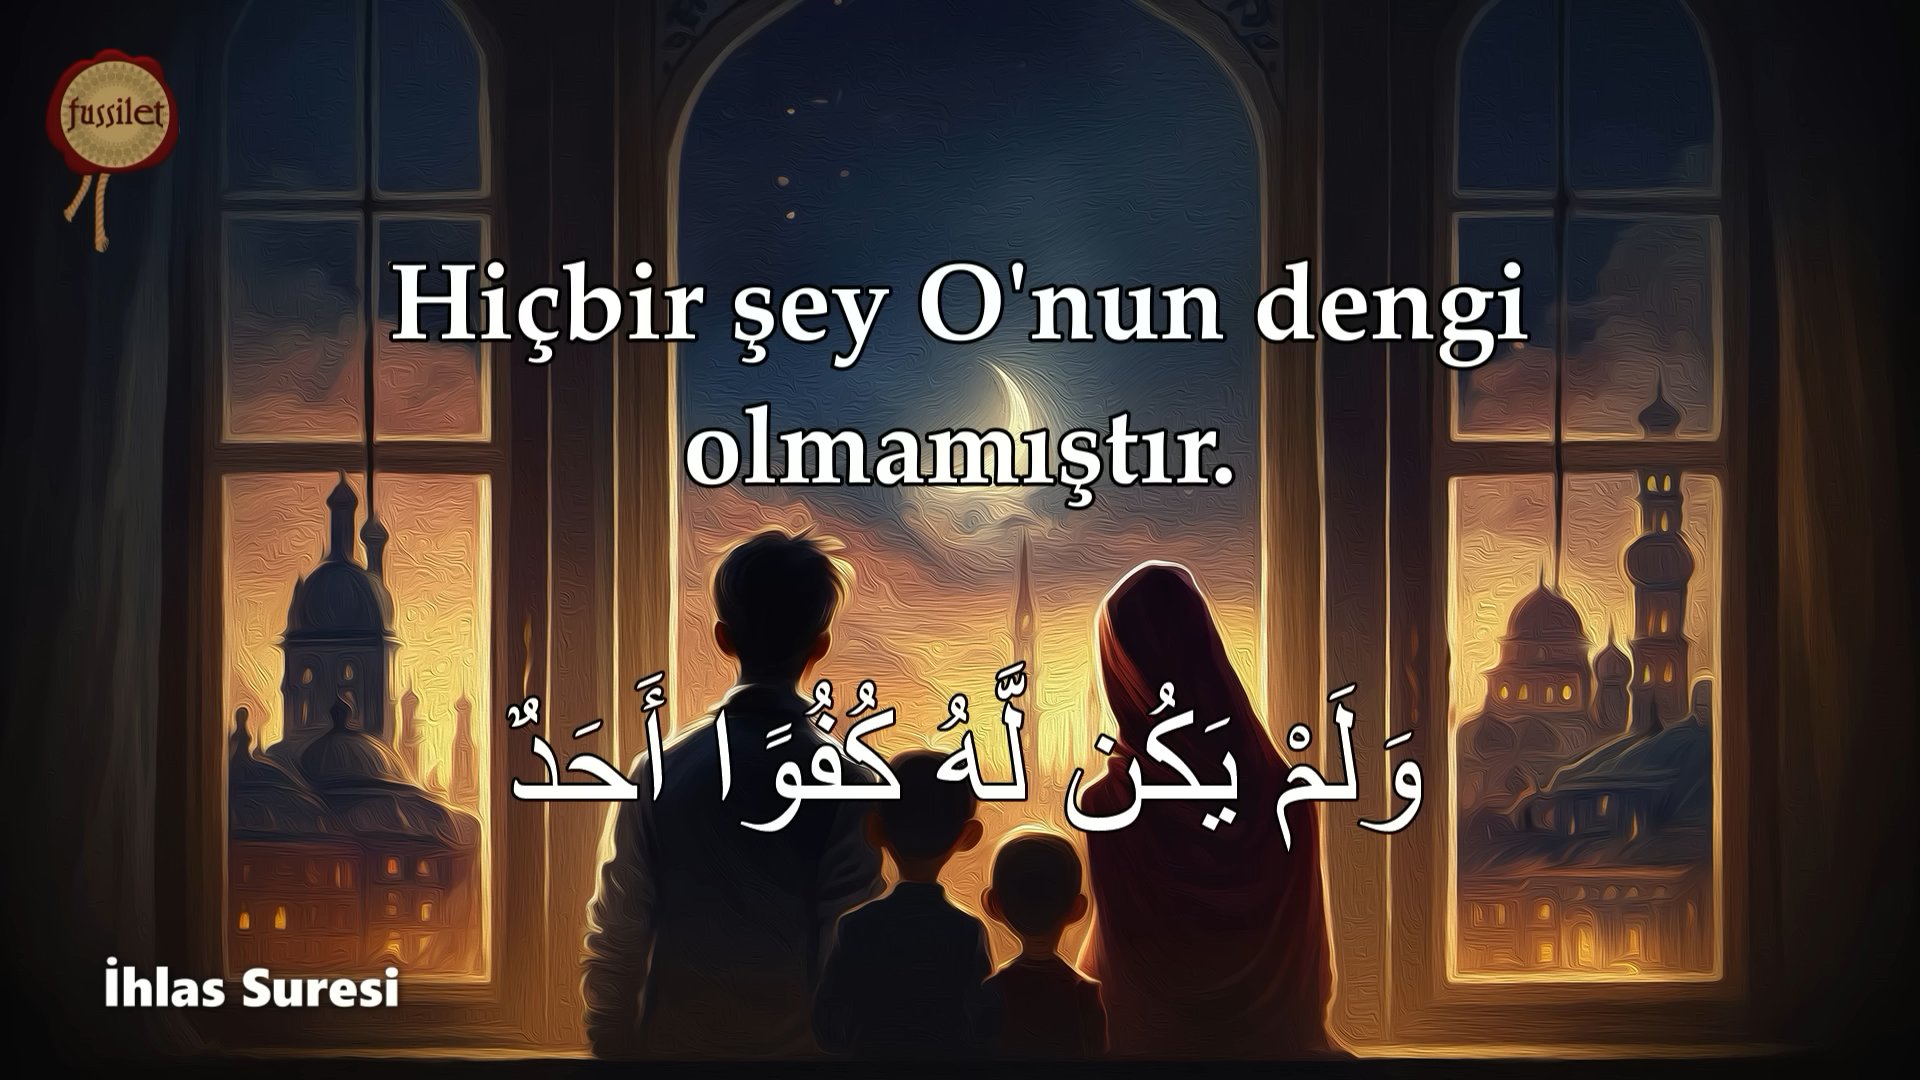 fussilet
Hiçbir şey O'nun dengi
olmamıştır.
وَلَمْ يَكُن لَّهُ كُفُوًا أَحَدٌ
İhlas Suresi